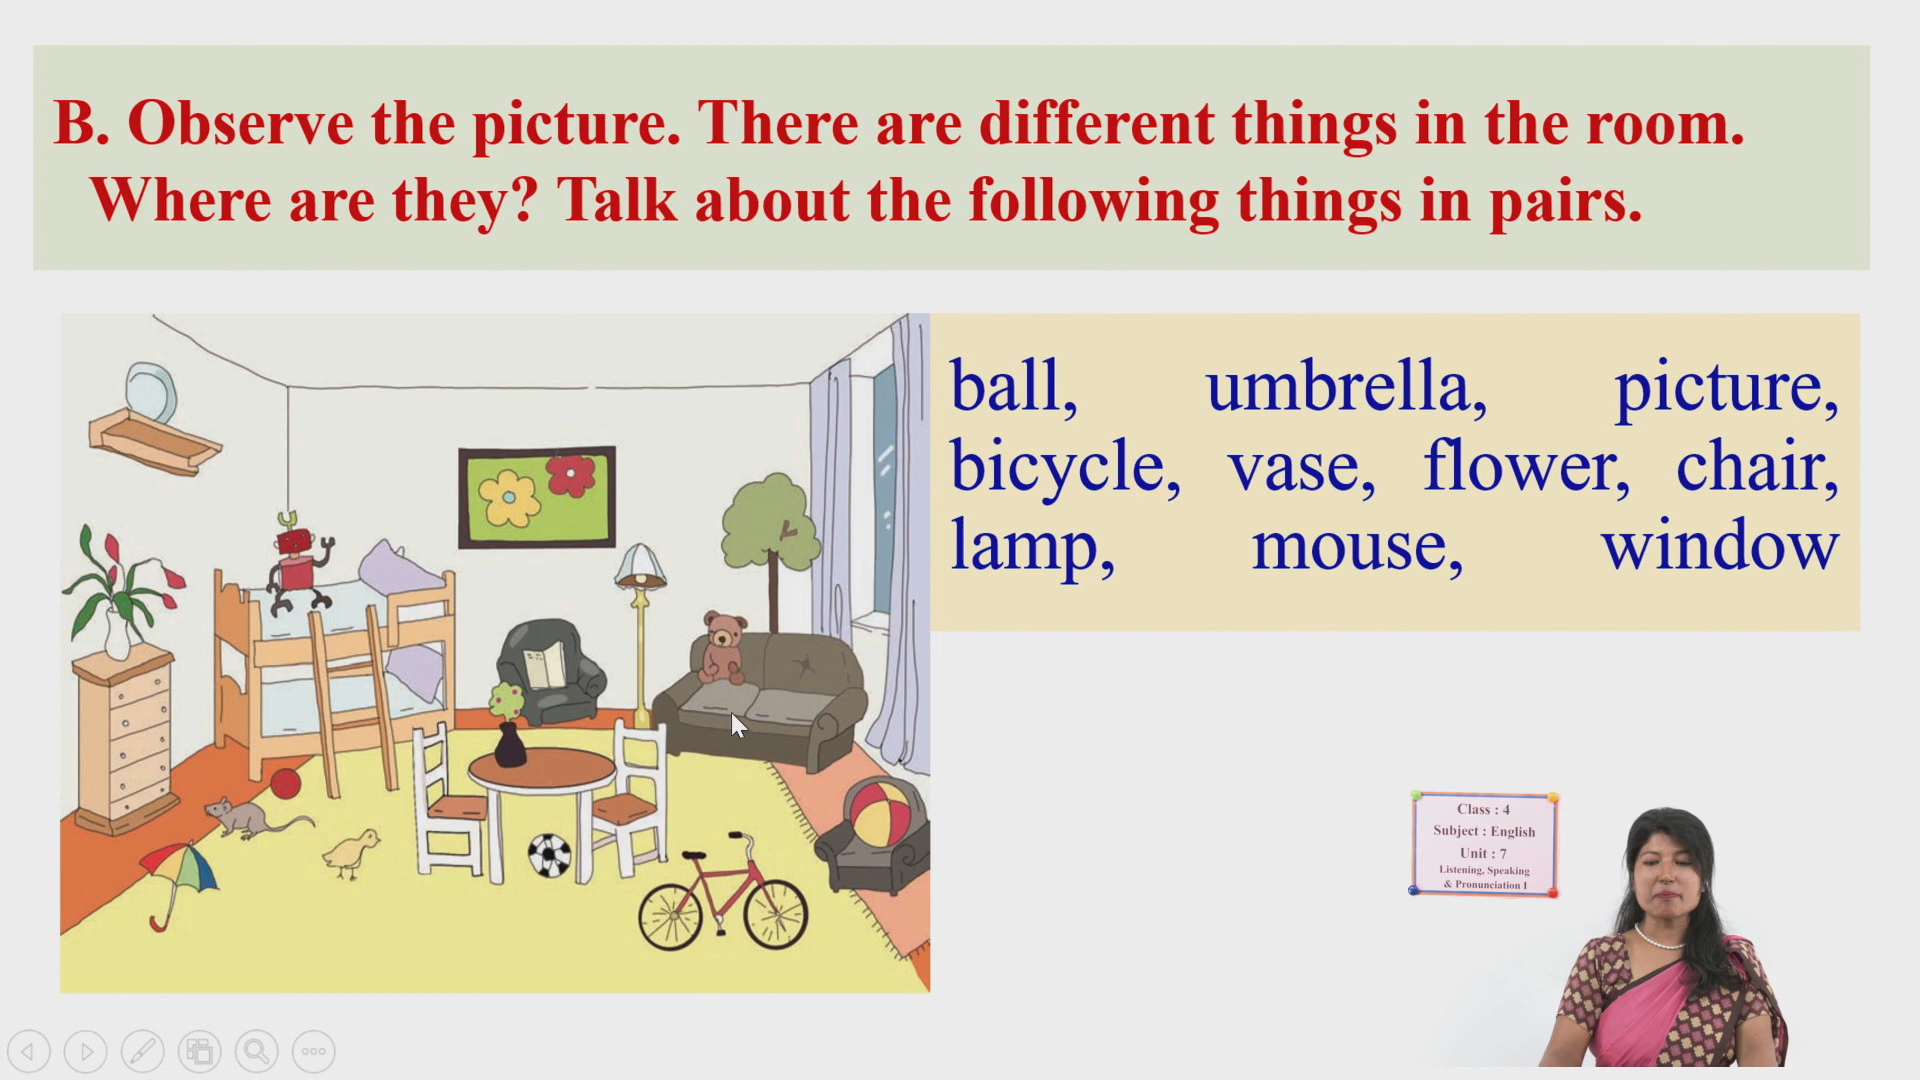 B. Observe the picture. There are different things in the room.
Where are they? Talk about the following things in pairs.
ball, umbrella, picture,
bicycle, vase, flower, chair,
lamp, mouse, window
Class : 4
Subject : English
Unit : 7
Listening, Speaking
& Pronunciation I